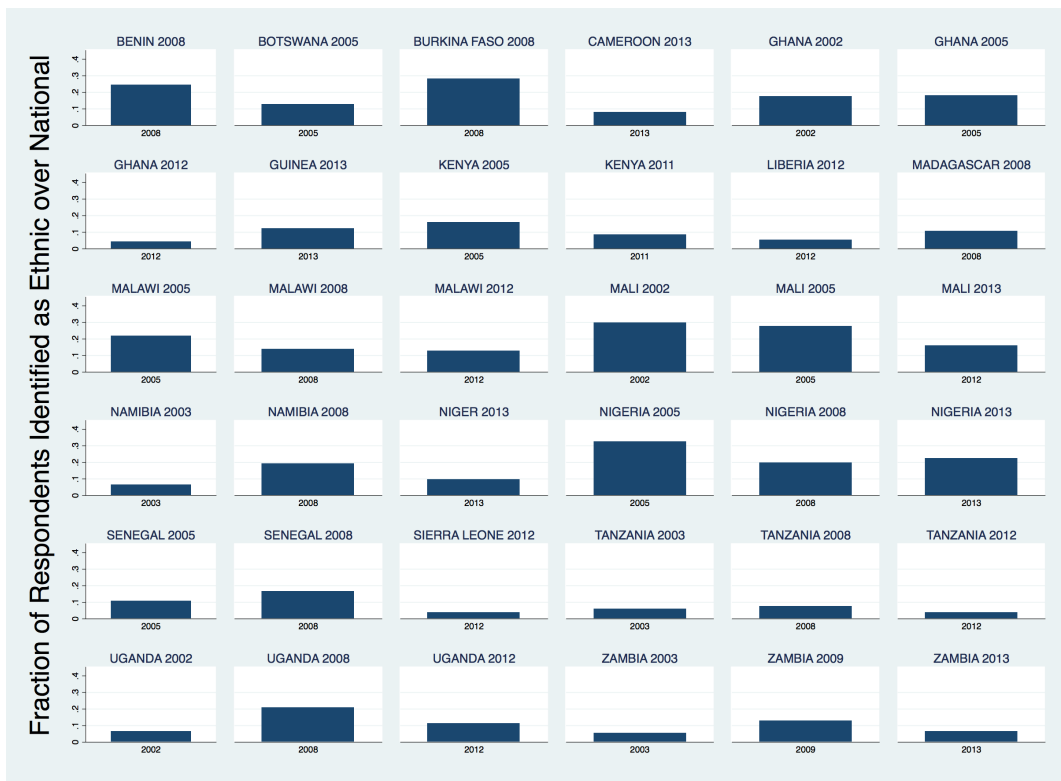 Fraction of Respondents Identified as Ethnic over National
BENIN 2008 BOTSWANA 2005 BURKINA FASO 2008 CAMEROON 2013 GHANA 2002 GHANA 2005
.4
.3
.2
.1
0
2008 2005 2008 2013 2002 2005
GHANA 2012 GUINEA 2013 KENYA 2005 KENYA 2011 LIBERIA 2012 MADAGASCAR 2008
.4
.3
.2
.1
0
2012 2013 2005 2011 2012 2008
MALAWI 2005 MALAWI 2008 MALAWI 2012 MALI 2002 MALI 2005 MALI 2013
.4
.3
.2
.1
0
2005 2008 2012 2002 2005 2012
NAMIBIA 2003 NAMIBIA 2008 NIGER 2013 NIGERIA 2005 NIGERIA 2008 NIGERIA 2013
.4
.3
.2
.1
0
2003 2008 2013 2005 2008 2013
SENEGAL 2005 SENEGAL 2008 SIERRA LEONE 2012 TANZANIA 2003 TANZANIA 2008 TANZANIA 2012
.4
.3
.2
.1
0
2005 2008 2012 2003 2008 2012
UGANDA 2002 UGANDA 2008 UGANDA 2012 ZAMBIA 2003 ZAMBIA 2009 ZAMBIA 2013
.4
.3
.2
.1
0
2002 2008 2012 2003 2009 2013